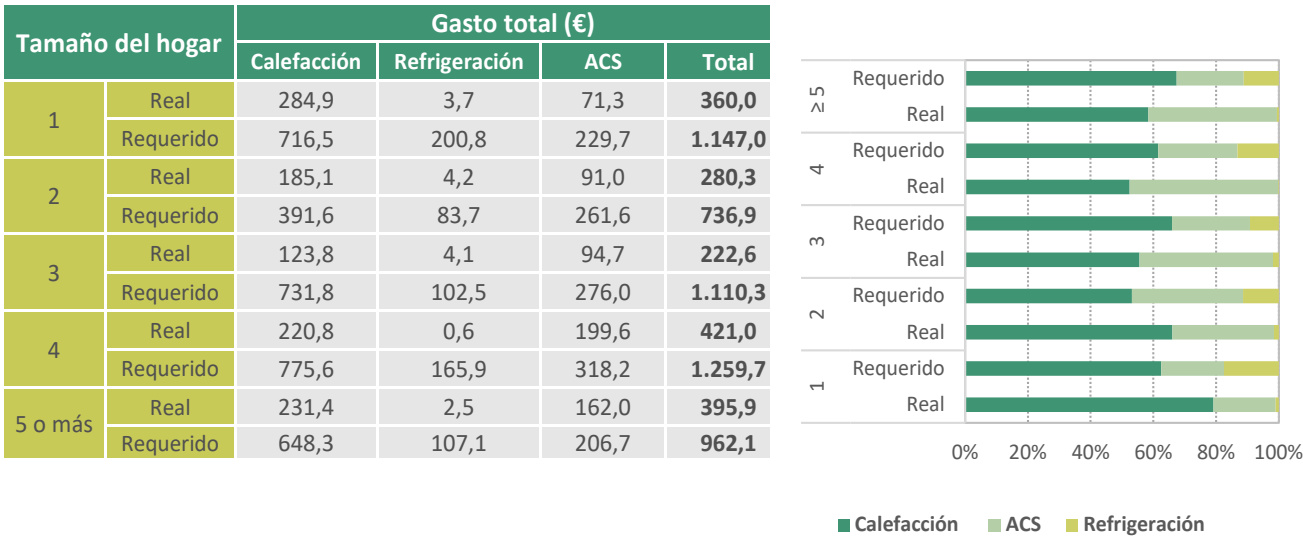 Tamaño del hogar Gasto total (€)
Calefacción Refrigeración ACS Total
1 Real 284,9 3,7 71,3 360,0
Requerido 716,5 200,8 229,7 1.147,0
2 Real 185,1 4,2 91,0 280,3
Requerido 391,6 83,7 261,6 736,9
3 Real 123,8 4,1 94,7 222,6
Requerido 731,8 102,5 276,0 1.110,3
4 Real 220,8 0,6 199,6 421,0
Requerido 775,6 165,9 318,2 1.259,7
5 o más Real 231,4 2,5 162,0 395,9
Requerido 648,3 107,1 206,7 962,1
≥ 5 Requerido
Real
4 Requerido
Real
3 Requerido
Real
2 Requerido
Real
1 Requerido
Real
0% 20% 40% 60% 80% 100%
Calefacción ACS Refrigeración